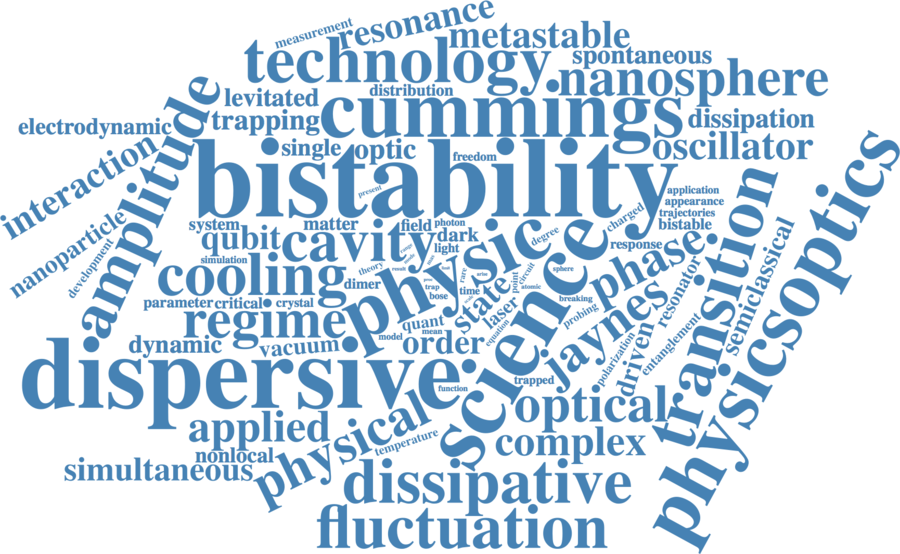 measurement
resonance
technology
metastable
spontaneous
nanosphere
distribution
levitated
cummings
amplitude
electrodynamic
trapping
dissipation
single
optic
freedom
oscillator
interaction
bistability
present
application
appearance
trajectories
bistable
nanoparticle
development
system
matter
field
photon
charged
qubit
cavity
dark
light
degree
response
physicsoptics
simulation
cooling
theory
dimer
physic
science
phase
transition
semiclassical
parameter
critical
crystal
trap
bose
time
rare
state
point
circuit
sphere
atomic
breaking
probing
resonator
regime
quant
mean
model
laser
equation
jaynes
driven
entanglement
polarization
dynamic
vacuum
order
dispersive
function
trapped
optical
applied
physical
temperature
complex
nonlocal
simultaneous
dissipative
fluctuation